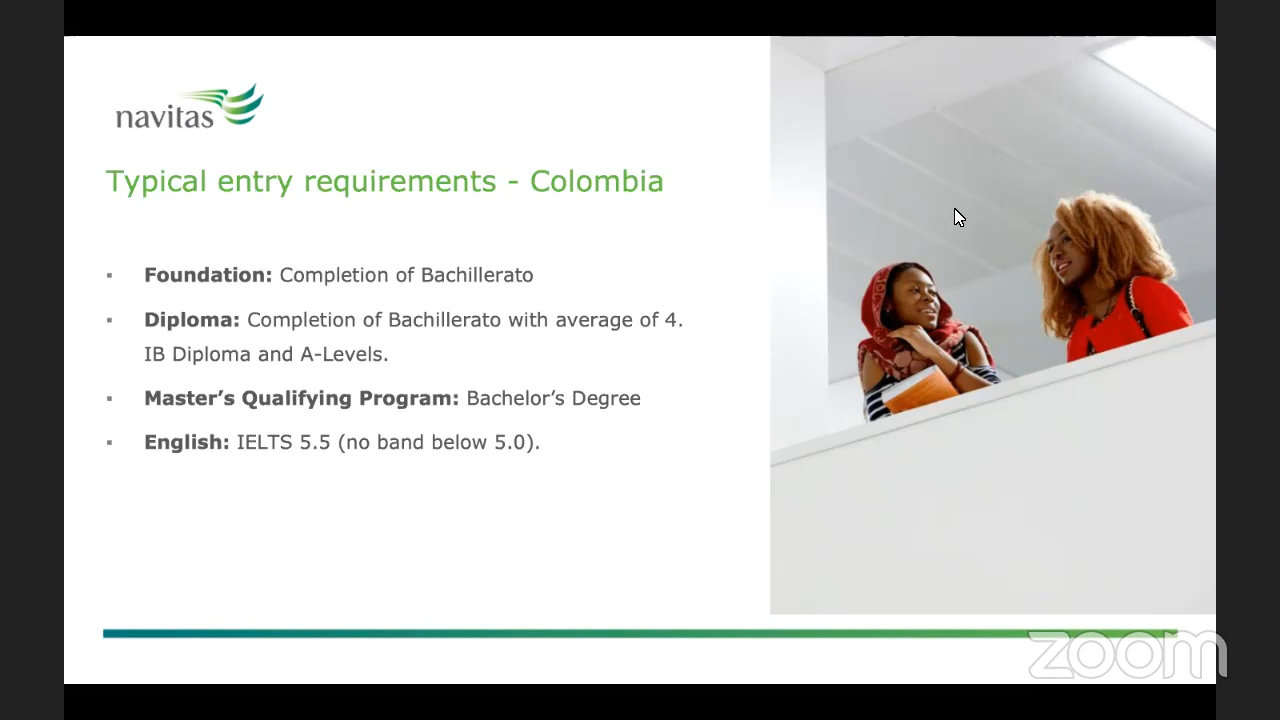 navitas
Typical entry requirements - Colombia
▪ Foundation: Completion of Bachillerato
▪ Diploma: Completion of Bachillerato with average of 4.
IB Diploma and A-Levels.
▪ Master’s Qualifying Program: Bachelor’s Degree
▪ English: IELTS 5.5 (no band below 5.0).
zoom